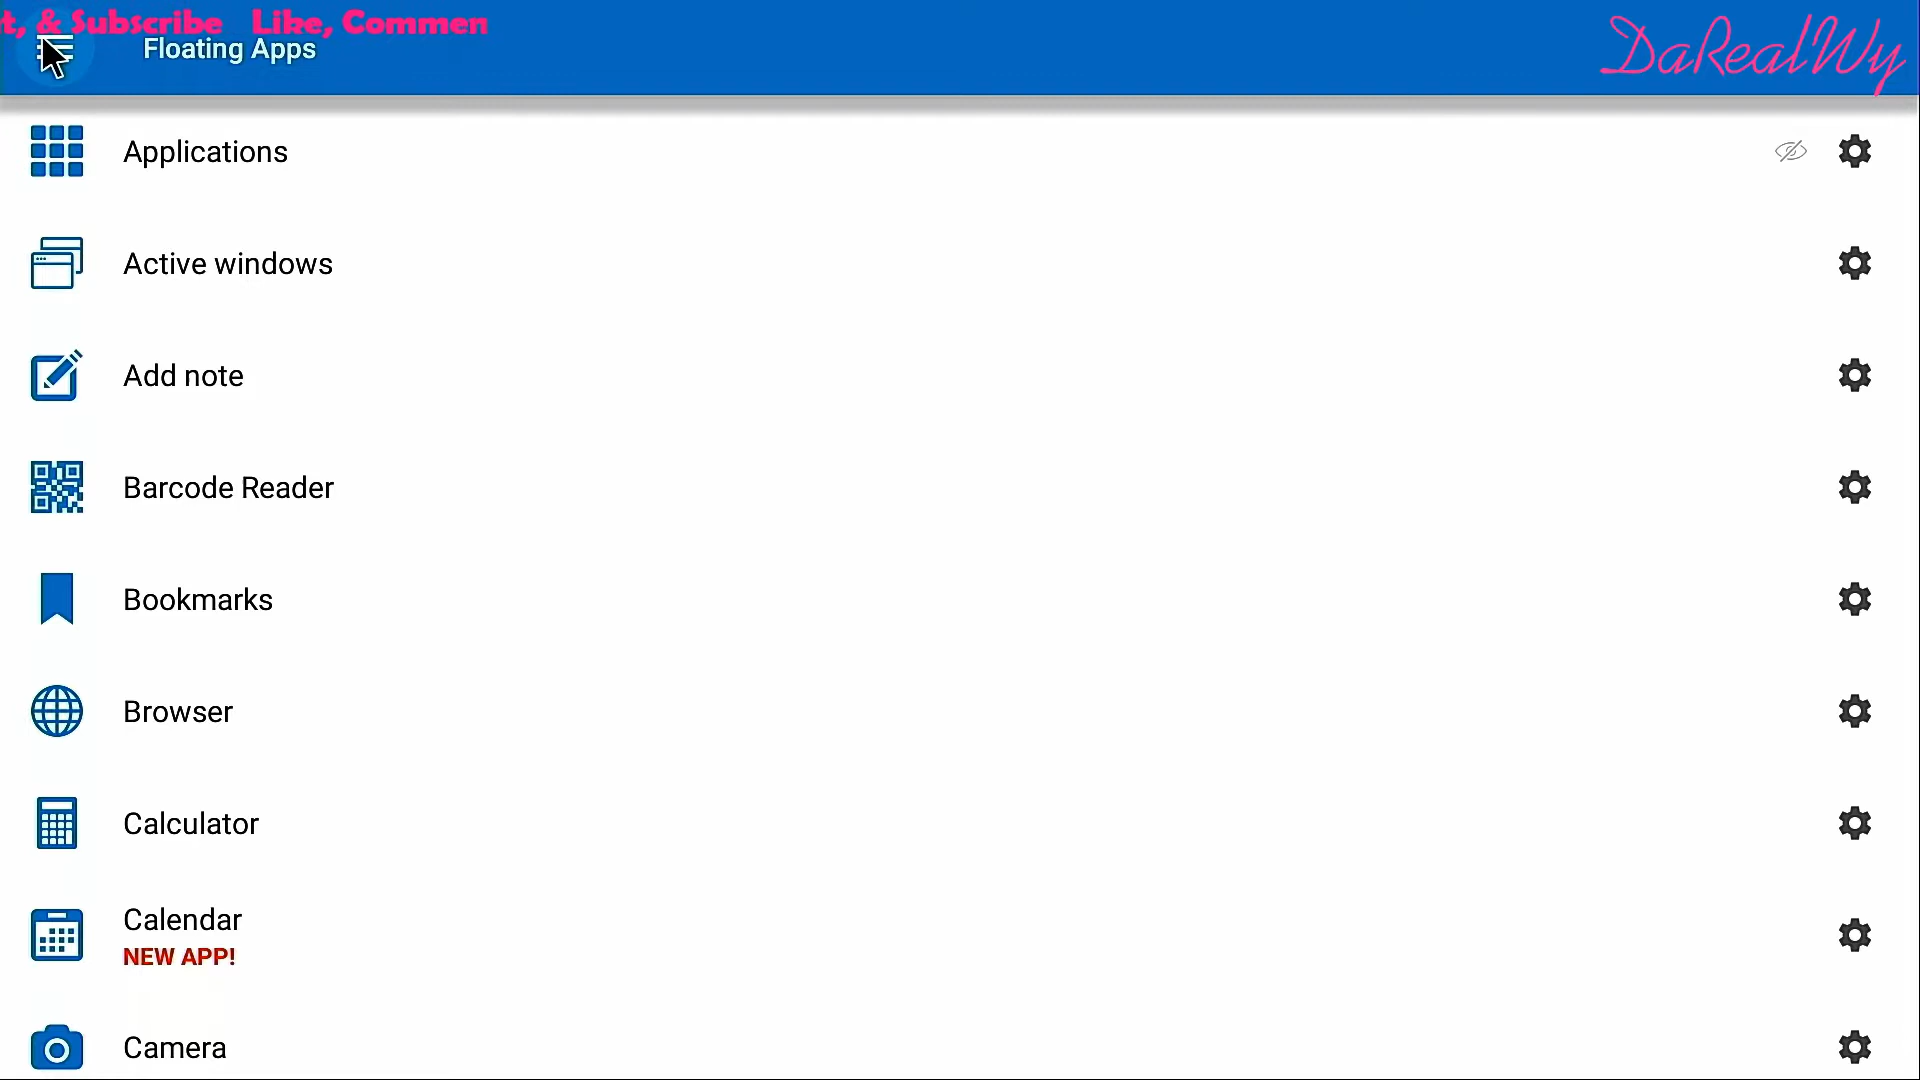 t, & Subscribe   Like, Commen
Floating Apps
DaRealWy
Applications
Active windows
Add note
Barcode Reader
Bookmarks
Browser
Calculator
Calendar
NEW APP!
Camera